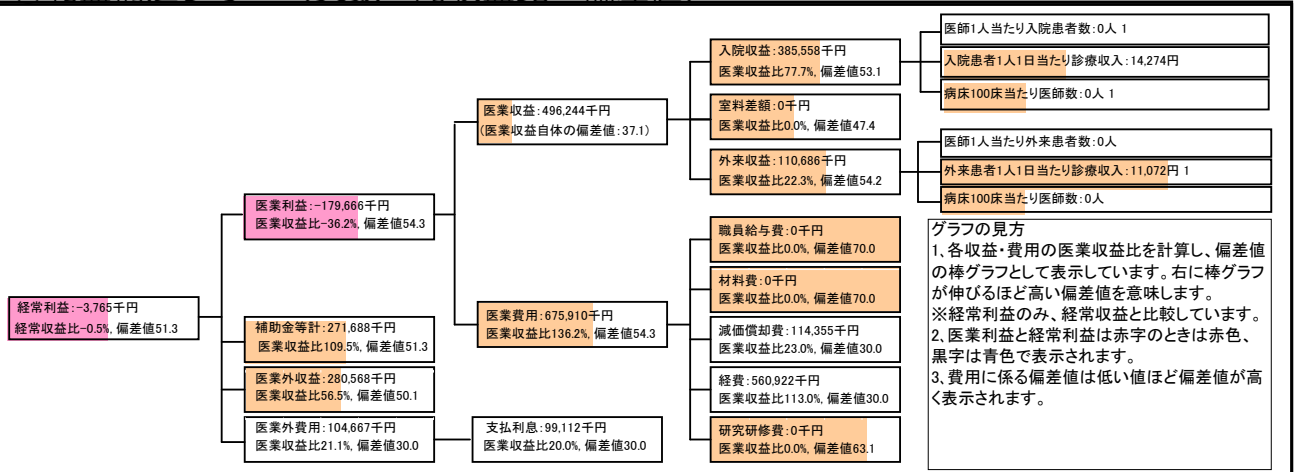 経常利益:-3,765千円
経常収益比-0.5%, 偏差値51.3
医業利益:-179,666千円
医業収益比-36.2%, 偏差値54.3
補助金等計:271,688千円
医業収益比109.5%, 偏差値51.3
医業外収益:280,568千円
医業収益比56.5%, 偏差値50.1
医業外費用:104,667千円
医業収益比21.1%, 偏差値30.0
支払利息:99,112千円
医業収益比20.0%, 偏差値30.0
医業収益:496,244千円
(医業収益自体の偏差値:37.1)
医業費用:675,910千円
医業収益比136.2%, 偏差値54.3
入院収益:385,558千円
医業収益比77.7%, 偏差値53.1
室料差額:0千円
医業収益比0.0%, 偏差値47.4
外来収益:110,686千円
医業収益比22.3%, 偏差値54.2
職員給与費:0千円
医業収益比0.0%, 偏差値70.0
材料費:0千円
医業収益比0.0%, 偏差値70.0
減価償却費:114,355千円
医業収益比23.0%, 偏差値30.0
経費:560,922千円
医業収益比113.0%, 偏差値30.0
研究研修費:0千円
医業収益比0.0%, 偏差値63.1
医師1人当たり入院患者数:0人 1
入院患者1人1日当たり診療収入:14,274円
病床100床当たり医師数:0人 1
医師1人当たり外来患者数:0人
外来患者1人1日当たり診療収入:11,072円 1
病床100床当たり医師数:0人
グラフの見方
1、各収益・費用の医業収益比を計算し、偏差値
の棒グラフとして表示しています。右に棒グラフ
が伸びるほど高い偏差値を意味します。
※経常利益のみ、経常収益と比較しています。
2、医業利益と経常利益は赤字のときは赤色、
黒字は青色で表示されます。
3、費用に係る偏差値は低い値ほど偏差値が高
く表示されます。